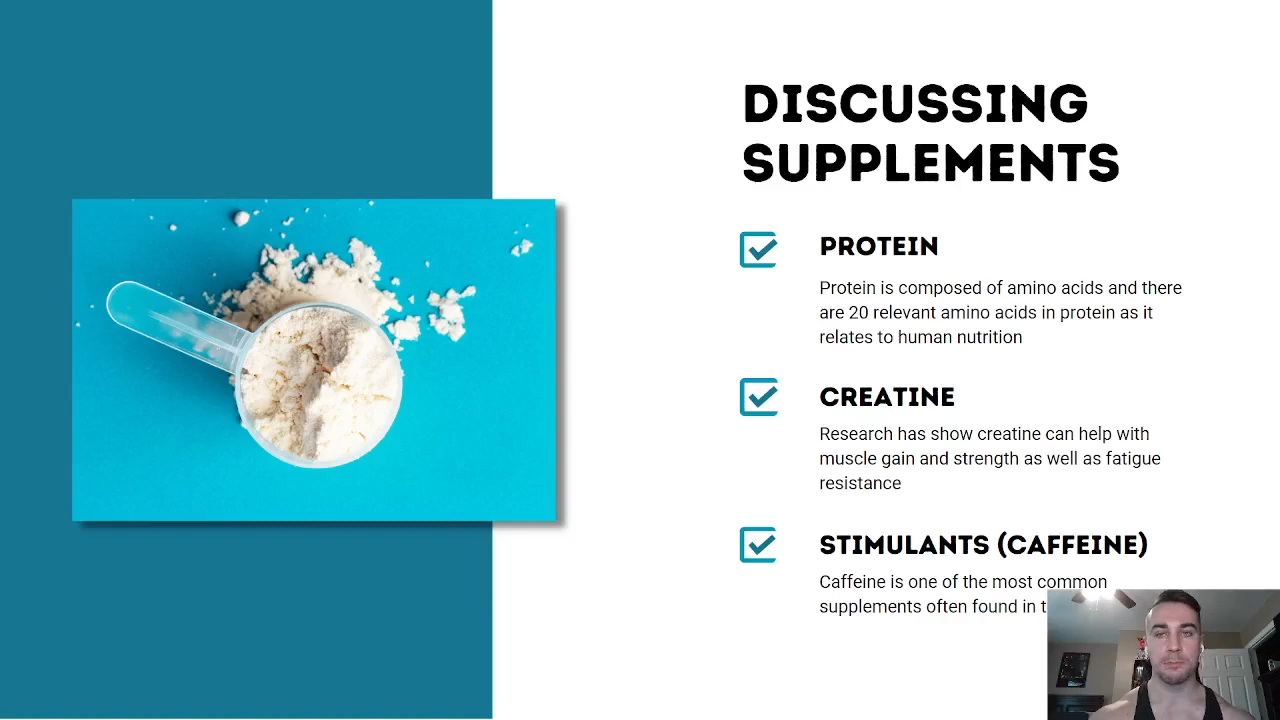 DISCUSSING
SUPPLEMENTS
PROTEIN
Protein is composed of amino acids and there
are 20 relevant amino acids in protein as it
relates to human nutrition
CREATINE
Research has show creatine can help with
muscle gain and strength as well as fatigue
resistance
STIMULANTS (CAFFEINE)
Caffeine is one of the most common
supplements often found in